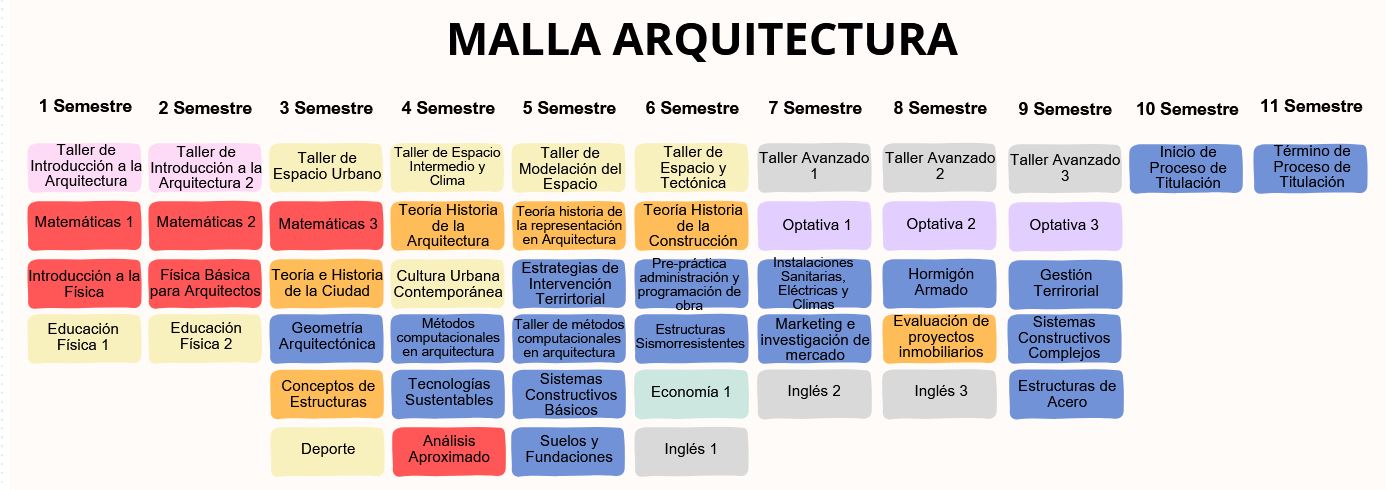 MALLA ARQUITECTURA
1 Semestre
2 Semestre
3 Semestre
4 Semestre
5 Semestre
6 Semestre
7 Semestre
8 Semestre
9 Semestre
10 Semestre
11 Semestre
Taller de
Introducción a la
Arquitectura
Taller de
Introducción a la
Arquitectura 2
Taller de
Espacio Urbano
Taller de Espacio
Intermedio y
Clima
Taller de
Modelación del
Espacio
Taller de
Espacio y
Tectónica
Taller Avanzado
1
Taller Avanzado
2
Taller Avanzado
3
Inicio de
Proceso de
Titulación
Término de
Proceso de
Titulación
Matemáticas 1
Matemáticas 2
Matemáticas 3
Teoría Historia
de la
Arquitectura
Teoría historia de
la representación
en Arquitectura
Teoría Historia
de la
Construcción
Optativa 1
Optativa 2
Optativa 3
Introducción a la
Física
Física Básica
para Arquitectos
Teoría e Historia
de la Ciudad
Cultura Urbana
Contemporánea
Estrategias de
Intervención
Terrirtorial
Pre-práctica
administración y
programación de
obra
Instalaciones
Sanitarias,
Eléctricas y
Climas
Hormigón
Armado
Gestión
Terrirorial
Educación
Física 1
Educación
Física 2
Geometría
Arquitectónica
Métodos
computacionales
en arquitectura
Taller de métodos
computacionales
en arquitectura
Estructuras
Sismorresistentes
Marketing e
investigación de
mercado
Evaluación de
proyectos
inmobiliarios
Sistemas
Constructivos
Complejos
Conceptos de
Estructuras
Tecnologías
Sustentables
Sistemas
Constructivos
Básicos
Economía 1
Inglés 2
Inglés 3
Estructuras de
Acero
Deporte
Análisis
Aproximado
Suelos y
Fundaciones
Inglés 1